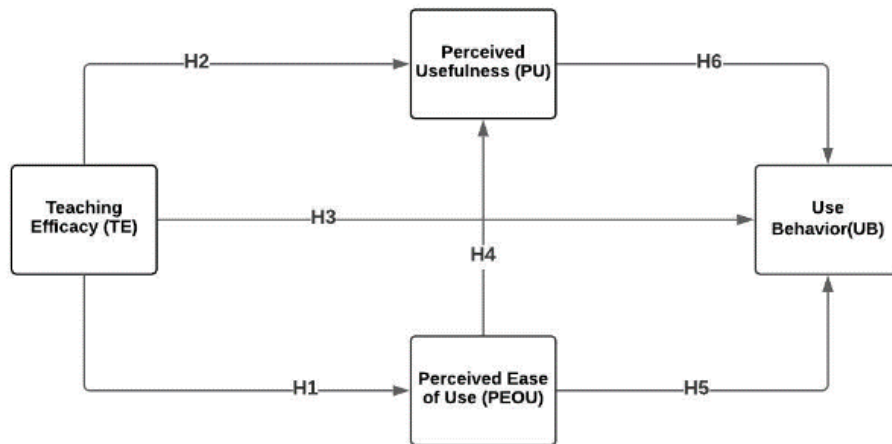 Perceived
Usefulness (PU)
H2
H6
Teaching
Efficacy (TE)
H3
Use
Behavior(UB)
H4
Perceived Ease
of Use (PEOU)
H1
H5